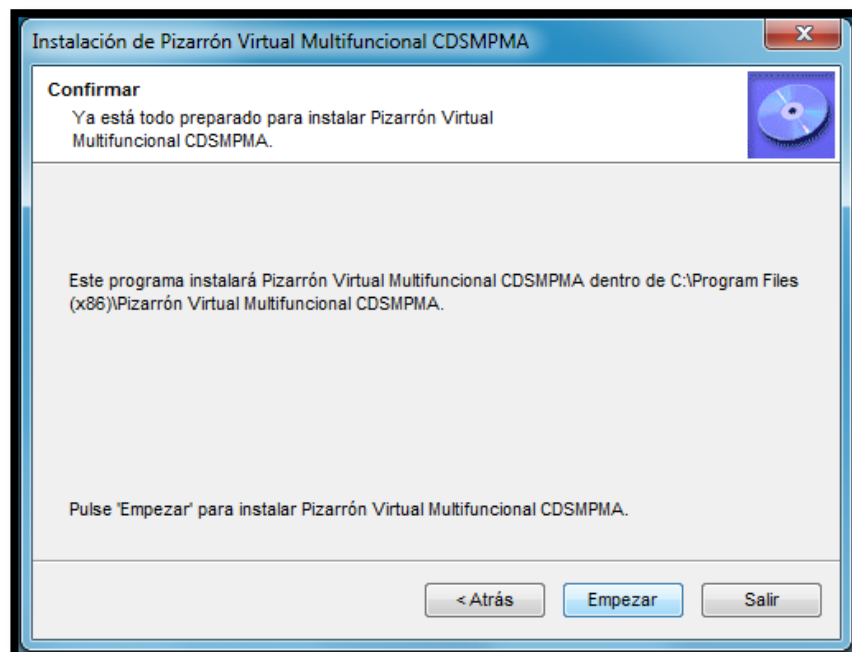 Instalación de Pizarrón Virtual Multifuncional CDSMPMA
Confirmar
Ya está todo preparado para instalar Pizarrón Virtual
Multifuncional CDSMPMA.
Este programa instalará Pizarrón Virtual Multifuncional CDSMPMA dentro de C:\Program Files
(x86)\Pizarrón Virtual Multifuncional CDSMPMA.
Pulse 'Empezar' para instalar Pizarrón Virtual Multifuncional CDSMPMA.
< Atrás
Empezar
Salir